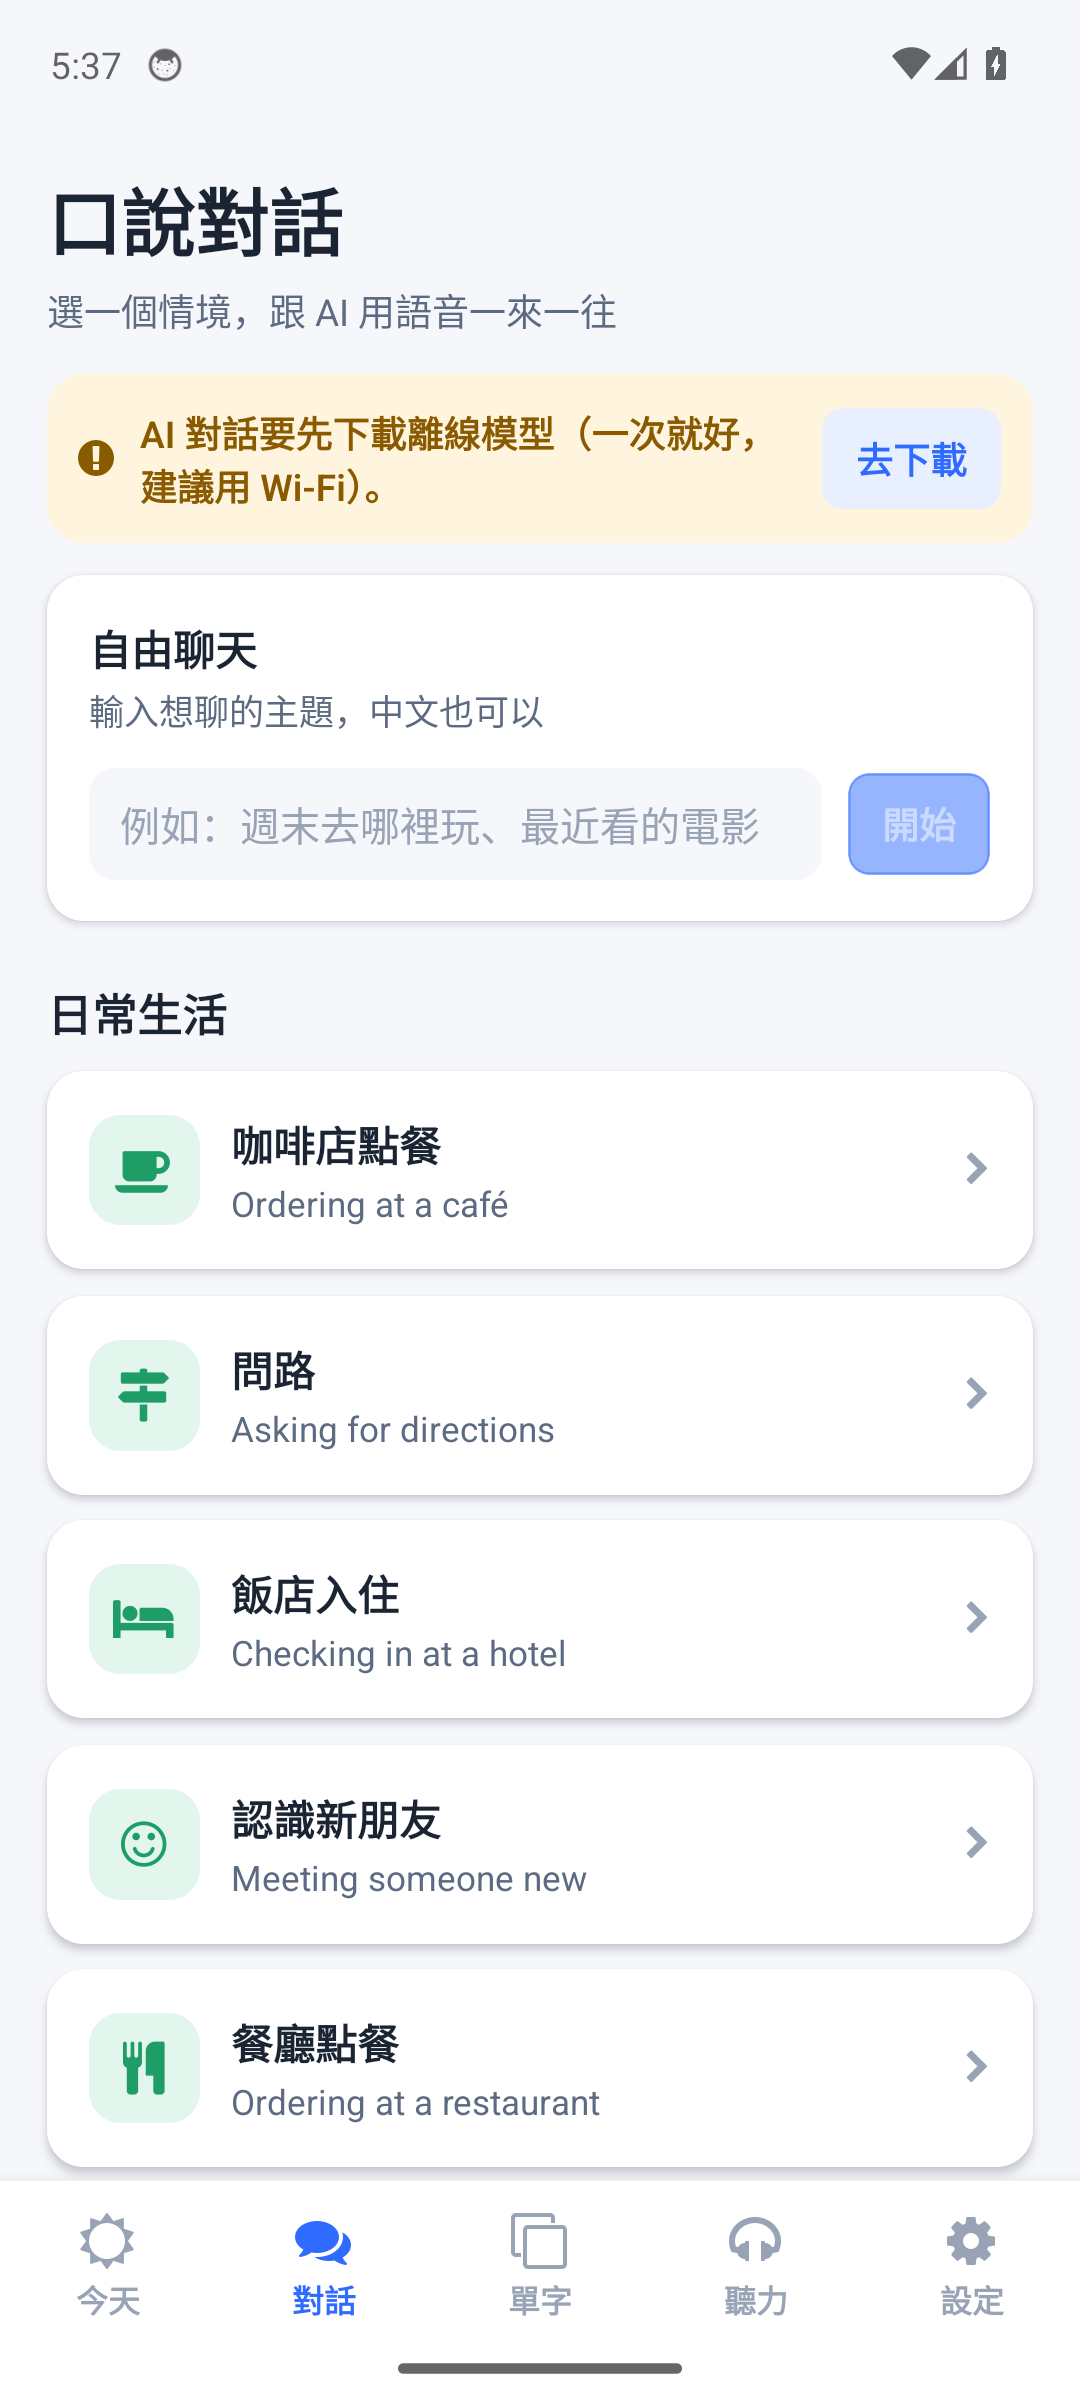 5:37
口說對話
選一個情境，跟 AI 用語音一來一往
AI 對話要先下載離線模型（一次就好，
建議用 Wi-Fi）。
去下載
自由聊天
輸入想聊的主題，中文也可以
例如：週末去哪裡玩、最近看的電影
開始
日常生活
咖啡店點餐
Ordering at a café
問路
Asking for directions
飯店入住
Checking in at a hotel
認識新朋友
Meeting someone new
餐廳點餐
Ordering at a restaurant
今天
對話
單字
聽力
設定